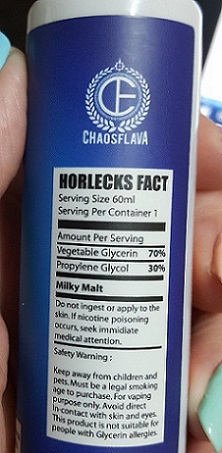 CE
CHAOSFLAVA
HORLECKS FACT
Serving Size 60ml
Serving Per Container 1
Amount Per Serving
Vegetable Glycerin 70%
Propylene Glycol 30%
Milky Malt
Do not ingest or apply to the
skin. If nicotine poisoning
occurs, seek immidiate
medical attention.
Safety Warning :
Keep away from children and
pets. Must be a legal smoking
age to purchase. For vaping
purpose only. Avoid direct
in-contact with skin and eyes.
This product is not suitable for
people with Glycerin allergies.